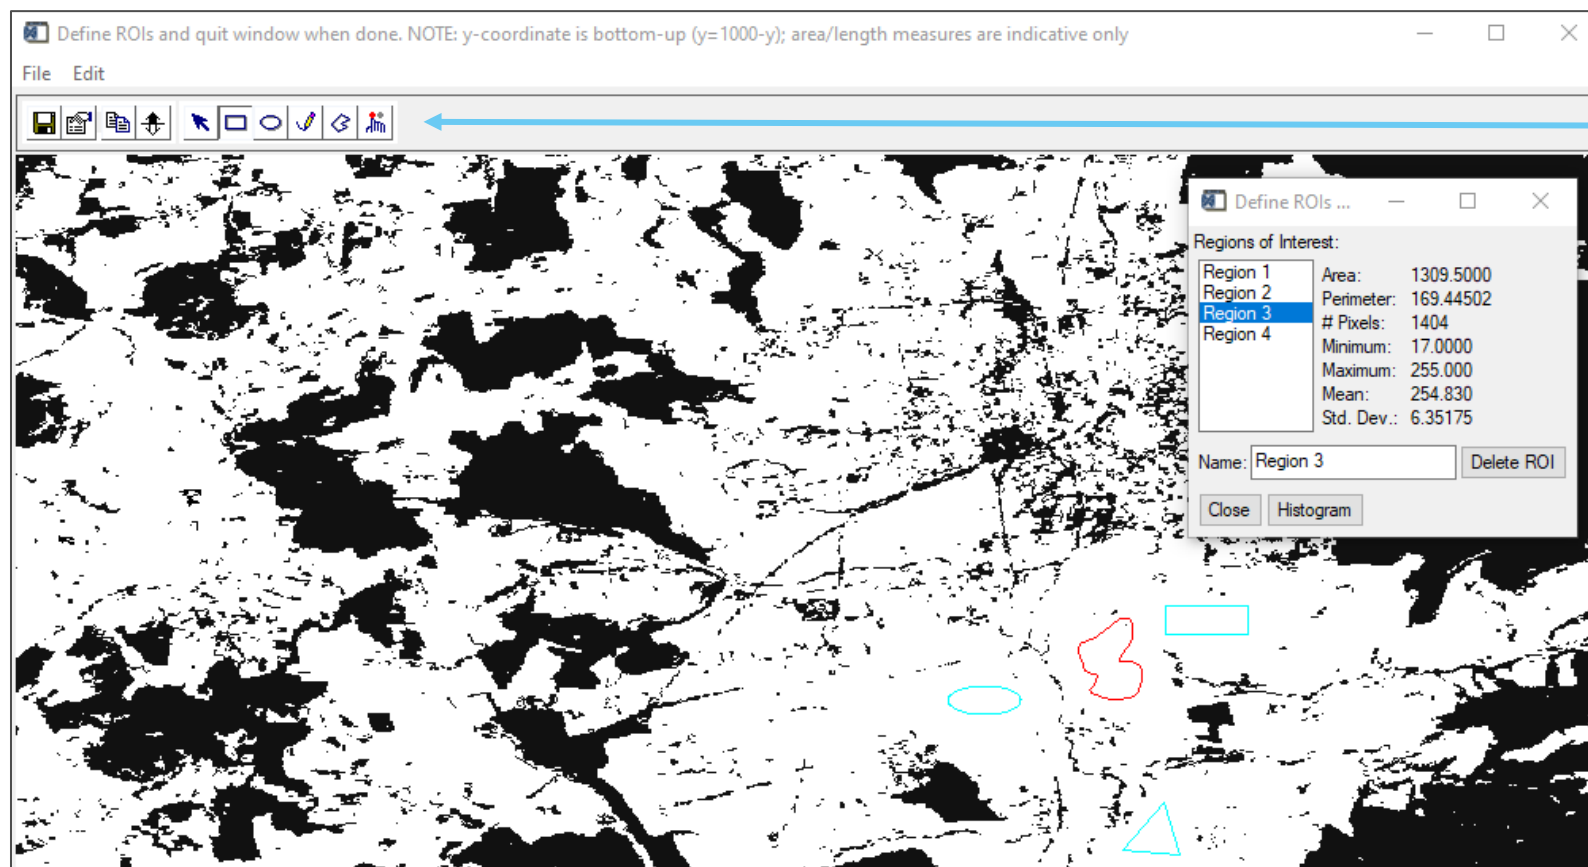 Define ROIs and quit window when done. NOTE: y-coordinate is bottom-up (y=1000-y); area/length measures are indicative only
File Edit
Define ROIs ...
Regions of Interest:
Region 1
Region 2
Region 3
Region 4
Area: 1309.5000
Perimeter: 169.44502
# Pixels: 1404
Minimum: 17.0000
Maximum: 255.000
Mean: 254.830
Std. Dev.: 6.35175
Name: Region 3 Delete ROI
Close Histogram